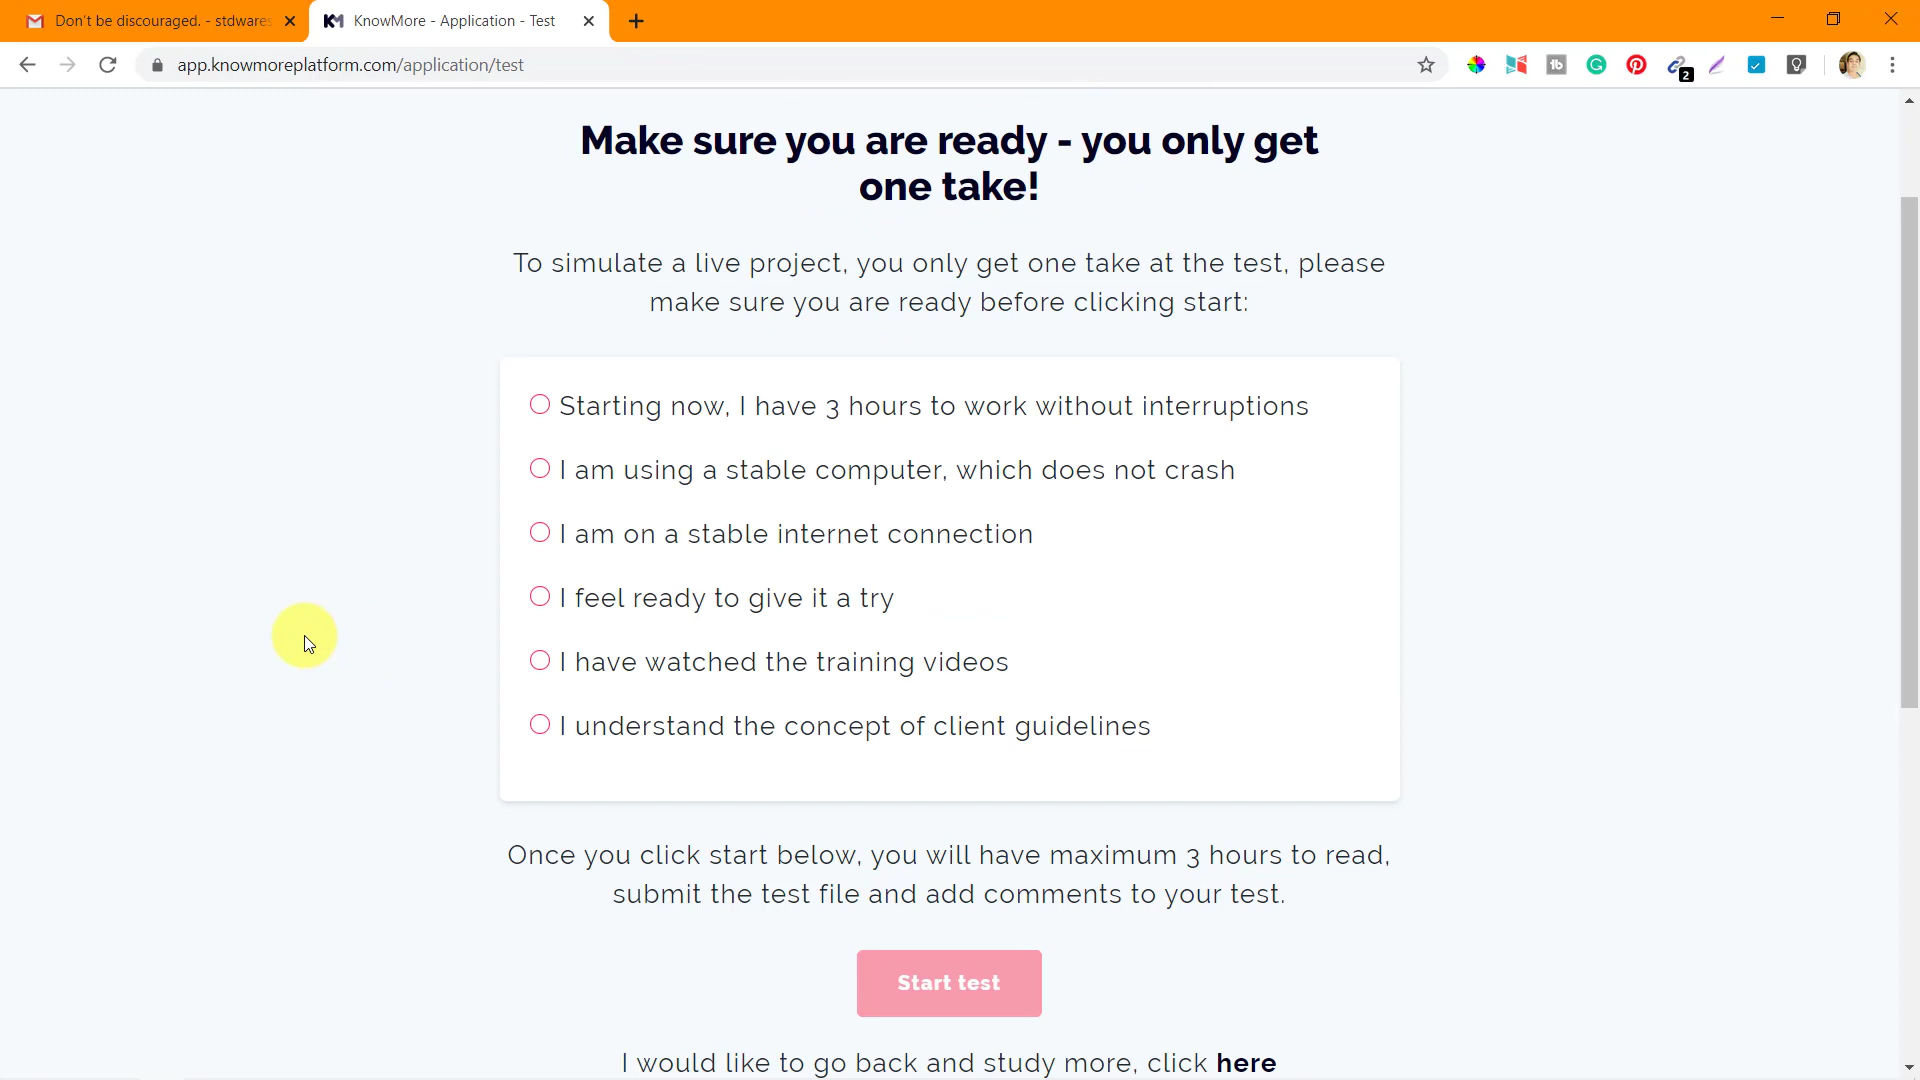 Don't be discouraged. - stdwares
KM KnowMore - Application - Test
app.knowmoreplatform.com/application/test
tb
G
2
Make sure you are ready - you only get
one take!
To simulate a live project, you only get one take at the test, please
make sure you are ready before clicking start:
Starting now, I have 3 hours to work without interruptions
I am using a stable computer, which does not crash
I am on a stable internet connection
I feel ready to give it a try
I have watched the training videos
I understand the concept of client guidelines
Once you click start below, you will have maximum 3 hours to read,
submit the test file and add comments to your test.
Start test
I would like to go back and study more, click here